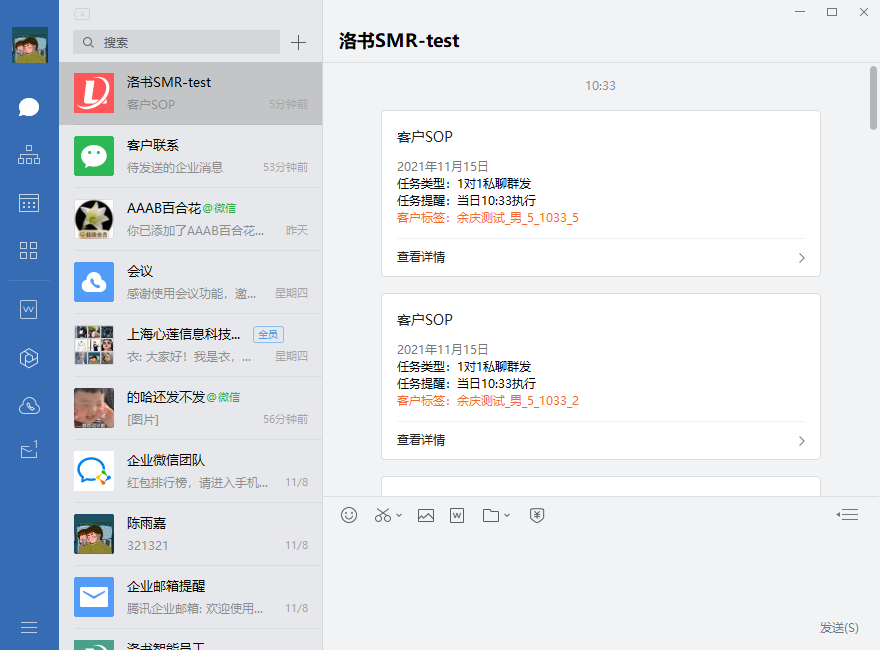 搜索
洛书SMR-test
客户SOP
5分钟前
客户联系
待发送的企业消息
53分钟前
AAAB百合花@微信
你已添加了AAAB百合花...
昨天
会议
感谢使用会议功能，邀...
星期四
上海心莲信息科技...
全员
衣: 大家好！我是衣，...
星期四
的哈还发不发@微信
[图片]
56分钟前
企业微信团队
红包排行榜，请进入手机...
11/8
陈雨嘉
321321
11/8
企业邮箱提醒
腾讯企业邮箱: 欢迎使用...
11/8
洛书智能员工
洛书SMR-test
10:33
客户SOP
2021年11月15日
任务类型：1对1私聊群发
任务提醒：当日10:33执行
客户标签：余庆测试_男_5_1033_5
查看详情
客户SOP
2021年11月15日
任务类型：1对1私聊群发
任务提醒：当日10:33执行
客户标签：余庆测试_男_5_1033_2
查看详情
发送(S)